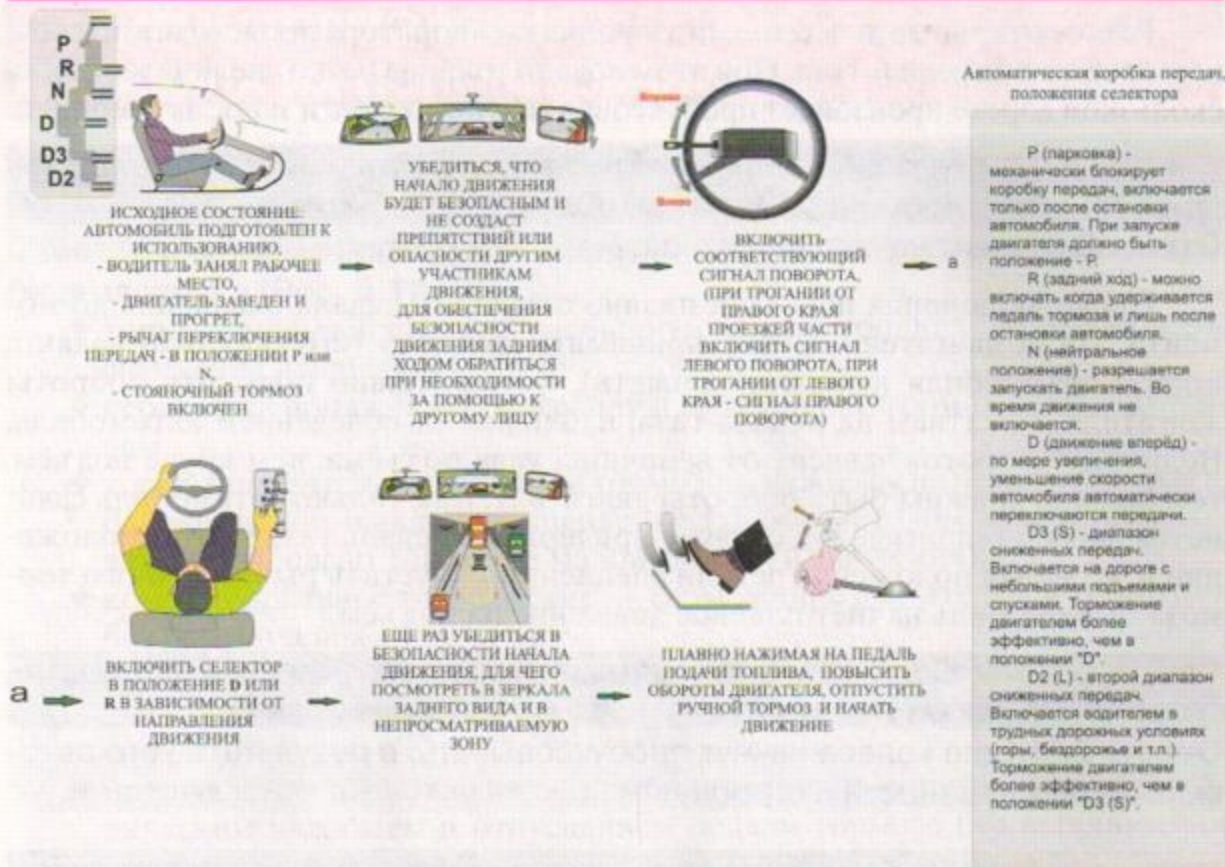 P
R
N
D
D3
D2
ИСХОДНОЕ СОСТОЯНИЕ:
АВТОМОБИЛЬ ПОДГОТОВЛЕН К
ИСПОЛЬЗОВАНИЮ,
- ВОДИТЕЛЬ ЗАНЯЛ РАБОЧЕЕ
МЕСТО,
- ДВИГАТЕЛЬ ЗАВЕДЕН И
ПРОГРЕТ,
- РЫЧАГ ПЕРЕКЛЮЧЕНИЯ
ПЕРЕДАЧ - В ПОЛОЖЕНИИ P или
N,
- СТОЯНОЧНЫЙ ТОРМОЗ
ВКЛЮЧЕН
УБЕДИТЬСЯ, ЧТО
НАЧАЛО ДВИЖЕНИЯ
БУДЕТ БЕЗОПАСНЫМ И
НЕ СОЗДАСТ
ПРЕПЯТСТВИЙ ИЛИ
ОПАСНОСТИ ДРУГИМ
УЧАСТНИКАМ
ДВИЖЕНИЯ,
ДЛЯ ОБЕСПЕЧЕНИЯ
БЕЗОПАСНОСТИ
ДВИЖЕНИЯ ЗАДНИМ
ХОДОМ ОБРАТИТЬСЯ
ПРИ НЕОБХОДИМОСТИ
ЗА ПОМОЩЬЮ К
ДРУГОМУ ЛИЦУ
ВКЛЮЧИТЬ
СООТВЕТСТВУЮЩИЙ
СИГНАЛ ПОВОРОТА,
(ПРИ ТРОГАНИИ ОТ
ПРАВОГО КРАЯ
ПРОЕЗЖЕЙ ЧАСТИ
ВКЛЮЧИТЬ СИГНАЛ
ЛЕВОГО ПОВОРОТА, ПРИ
ТРОГАНИИ ОТ ЛЕВОГО
КРАЯ - СИГНАЛ ПРАВОГО
ПОВОРОТА)
а
а
ВКЛЮЧИТЬ СЕЛЕКТОР
В ПОЛОЖЕНИЕ D ИЛИ
R В ЗАВИСИМОСТИ ОТ
НАПРАВЛЕНИЯ
ДВИЖЕНИЯ
ЕЩЕ РАЗ УБЕДИТЬСЯ В
БЕЗОПАСНОСТИ НАЧАЛА
ДВИЖЕНИЯ, ДЛЯ ЧЕГО
ПОСМОТРЕТЬ В ЗЕРКАЛА
ЗАДНЕГО ВИДА И В
НЕПРОСМАТРИВАЕМУЮ
ЗОНУ
ПЛАВНО НАЖИМАЯ НА ПЕДАЛЬ
ПОДАЧИ ТОПЛИВА, ПОВЫСИТЬ
ОБОРОТЫ ДВИГАТЕЛЯ, ОТПУСТИТЬ
РУЧНОЙ ТОРМОЗ И НАЧАТЬ
ДВИЖЕНИЕ
Автоматическая коробка передач,
положения селектора
P (парковка) -
механически блокирует
коробку передач, включается
только после остановки
автомобиля. При запуске
двигателя должно быть
положение - P.
R (задний ход) - можно
включать когда удерживается
педаль тормоза и лишь после
остановки автомобиля.
N (нейтральное
положение) - разрешается
запускать двигатель. Во
время движения не
включается.
D (движение вперёд) -
по мере увеличения,
уменьшение скорости
автомобиля автоматически
переключаются передачи.
D3 (S) - диапазон
сниженных передач.
Включается на дороге с
небольшими подъемами и
спусками. Торможение
двигателем более
эффективно, чем в
положении "D".
D2 (L) - второй диапазон
сниженных передач.
Включается водителем в
трудных дорожных условиях
(горы, бездорожье и т.п.).
Торможение двигателем
более эффективно, чем в
положении "D3 (S)".